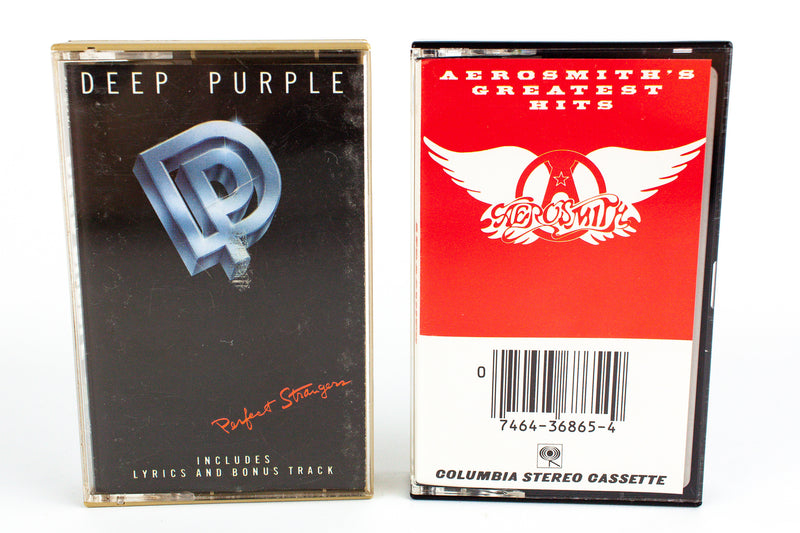 DEEP PURPLE
DP
Perfect Strangers
INCLUDES
LYRICS AND BONUS TRACK
AEROSMITH'S
GREATEST
HITS
A
AEROSMITH
0
7464-36865-4
COLUMBIA STEREO CASSETTE